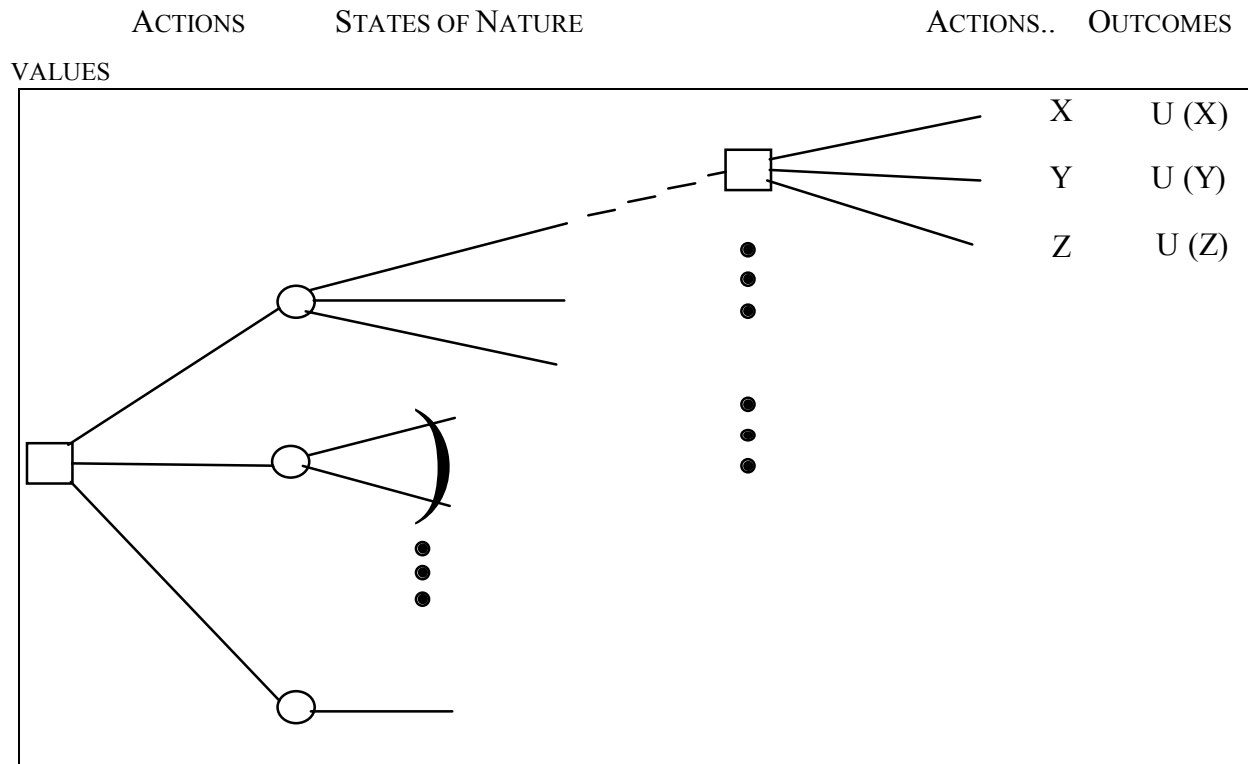 ACTIONS STATES OF NATURE ACTIONS.. OUTCOMES
VALUES
X U (X)
Y U (Y)
Z U (Z)